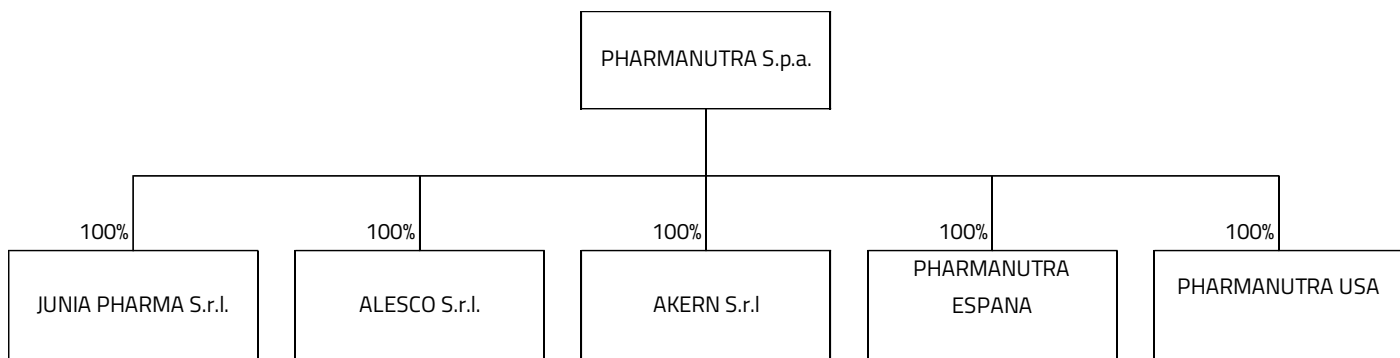 PHARMANUTRA S.p.a.
100%
100%
100%
100%
100%
JUNIA PHARMA S.r.l.
ALESCO S.r.l.
AKERN S.r.l
PHARMANUTRA
ESPANA
PHARMANUTRA USA